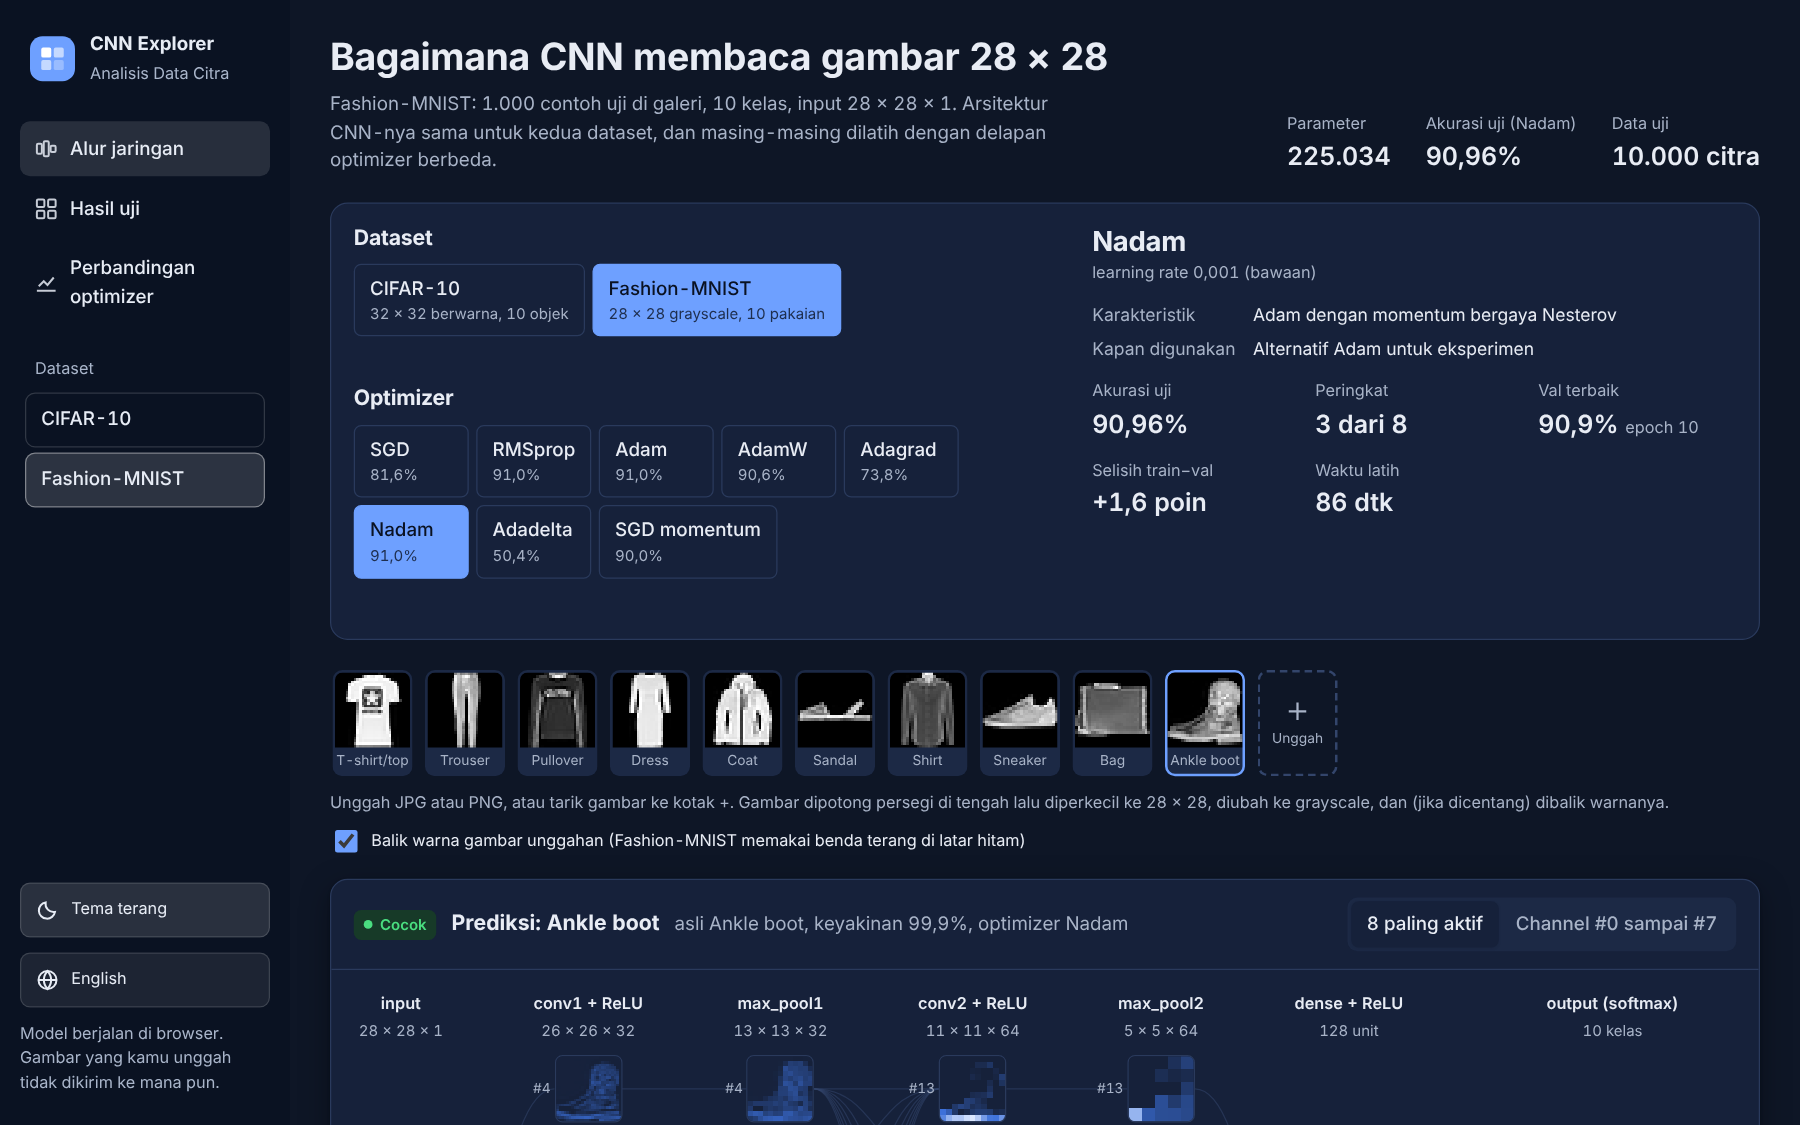 CNN Explorer
Analisis Data Citra
Alur jaringan
Hasil uji
Perbandingan
optimizer
Dataset
CIFAR-10
Fashion-MNIST
Tema terang
English
Model berjalan di browser.
Gambar yang kamu unggah
tidak dikirim ke mana pun.
Bagaimana CNN membaca gambar 28 × 28
Fashion-MNIST: 1.000 contoh uji di galeri, 10 kelas, input 28 × 28 × 1. Arsitektur
CNN-nya sama untuk kedua dataset, dan masing-masing dilatih dengan delapan
optimizer berbeda.
Parameter
225.034
Akurasi uji (Nadam)
90,96%
Data uji
10.000 citra
Dataset
CIFAR-10
32 × 32 berwarna, 10 objek
Fashion-MNIST
28 × 28 grayscale, 10 pakaian
Optimizer
SGD
81,6%
RMSprop
91,0%
Adam
91,0%
AdamW
90,6%
Adagrad
73,8%
Nadam
91,0%
Adadelta
50,4%
SGD momentum
90,0%
Nadam
learning rate 0,001 (bawaan)
Karakteristik Adam dengan momentum bergaya Nesterov
Kapan digunakan Alternatif Adam untuk eksperimen
Akurasi uji
90,96%
Peringkat
3 dari 8
Val terbaik
90,9% epoch 10
Selisih train–val
+1,6 poin
Waktu latih
86 dtk
T-shirt/top
Trouser
Pullover
Dress
Coat
Sandal
Shirt
Sneaker
Bag
Ankle boot
+
Unggah
Unggah JPG atau PNG, atau tarik gambar ke kotak +. Gambar dipotong persegi di tengah lalu diperkecil ke 28 × 28, diubah ke grayscale, dan (jika dicentang) dibalik warnanya.
Balik warna gambar unggahan (Fashion-MNIST memakai benda terang di latar hitam)
Cocok
Prediksi: Ankle boot asli Ankle boot, keyakinan 99,9%, optimizer Nadam
8 paling aktif
Channel #0 sampai #7
input
28 × 28 × 1
conv1 + ReLU
26 × 26 × 32
max_pool1
13 × 13 × 32
conv2 + ReLU
11 × 11 × 64
max_pool2
5 × 5 × 64
dense + ReLU
128 unit
output (softmax)
10 kelas
#4
#4
#13
#13